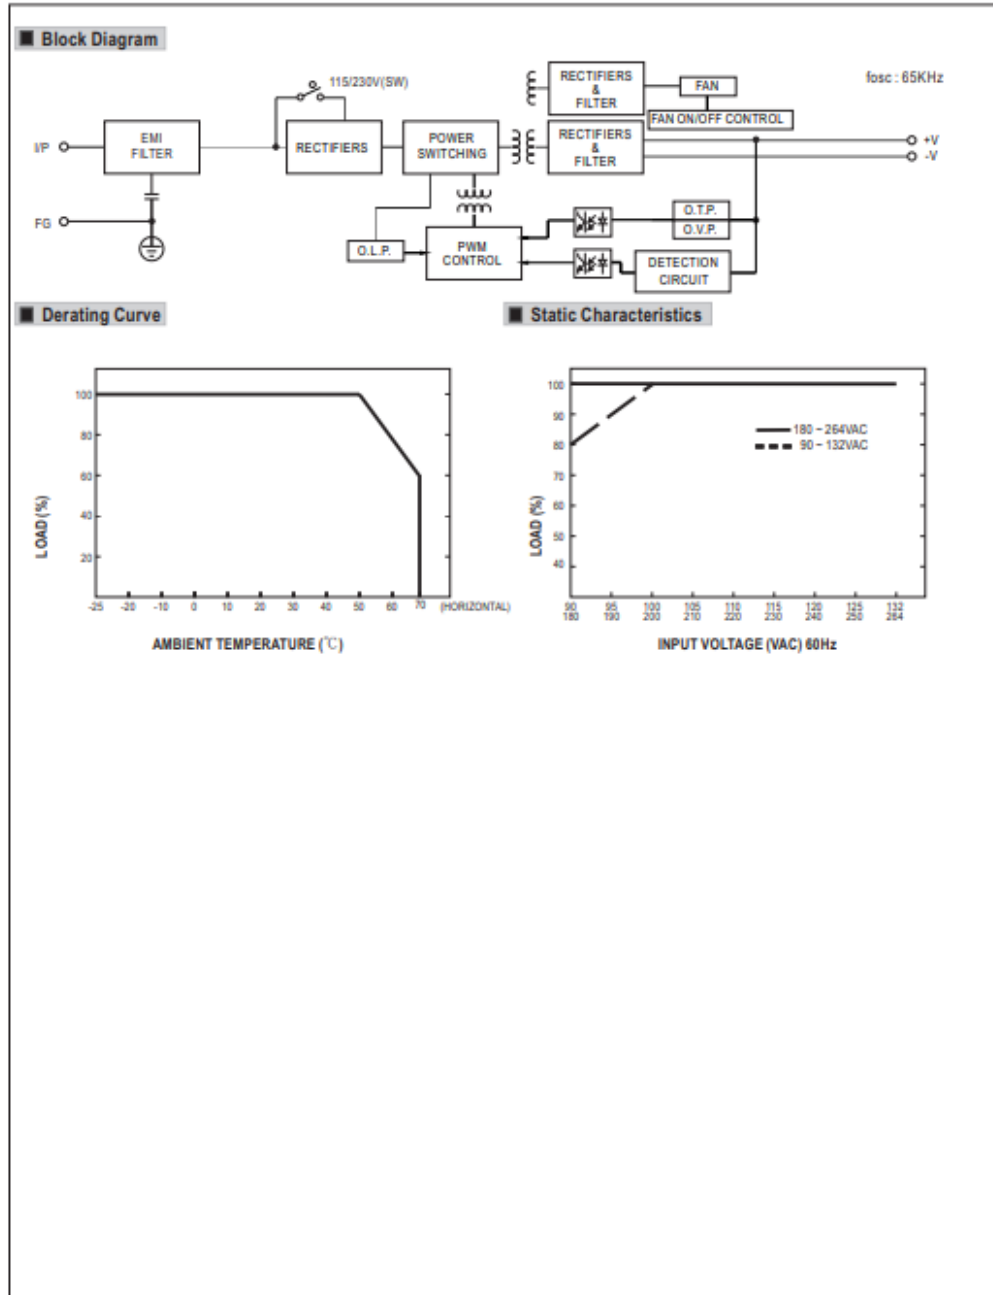 Block Diagram
fosc : 65KHz
115/230V(SW)
RECTIFIERS
&
FILTER
FAN
FAN ON/OFF CONTROL
I/P
EMI
FILTER
RECTIFIERS
POWER
SWITCHING
RECTIFIERS
&
FILTER
+V
-V
FG
O.L.P.
PWM
CONTROL
O.T.P.
O.V.P.
DETECTION
CIRCUIT
Derating Curve
LOAD (%)
100
80
60
40
20
-25 -20 -10 0 10 20 30 40 50 60 70 (HORIZONTAL)
AMBIENT TEMPERATURE (℃)
Static Characteristics
LOAD (%)
100
90
80
70
60
50
40
180 ~ 264VAC
90 ~ 132VAC
90 95 100 105 110 115 120 125 132
180 190 200 210 220 230 240 250 264
INPUT VOLTAGE (VAC) 60Hz